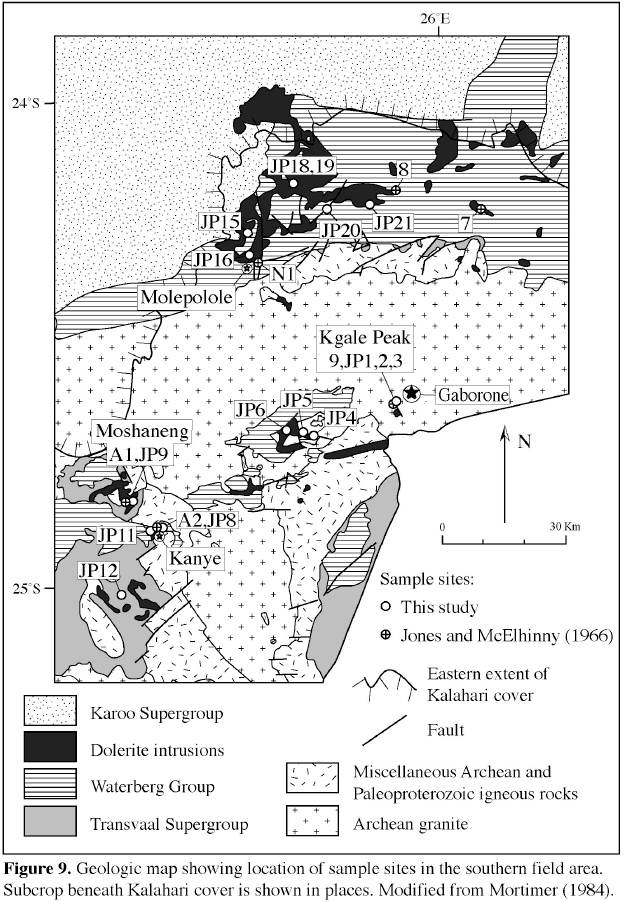 26°E
24°S
JP18,19
8
JP15
JP20
JP21
7
JP16
N1
Molepolole
Kgale Peak
9,JP1,2,3
Gaborone
JP5
JP6
JP4
Moshaneng
A1,JP9
N
A2,JP8
JP11
Kanye
0 30 Km
JP12
25°S
Sample sites:
This study
Jones and McElhinny (1966)
Eastern extent of
Kalahari cover
Fault
Karoo Supergroup
Dolerite intrusions
Waterberg Group
Transvaal Supergroup
Miscellaneous Archean and
Paleoproterozoic igneous rocks
Archean granite
Figure 9. Geologic map showing location of sample sites in the southern field area.
Subcrop beneath Kalahari cover is shown in places. Modified from Mortimer (1984).